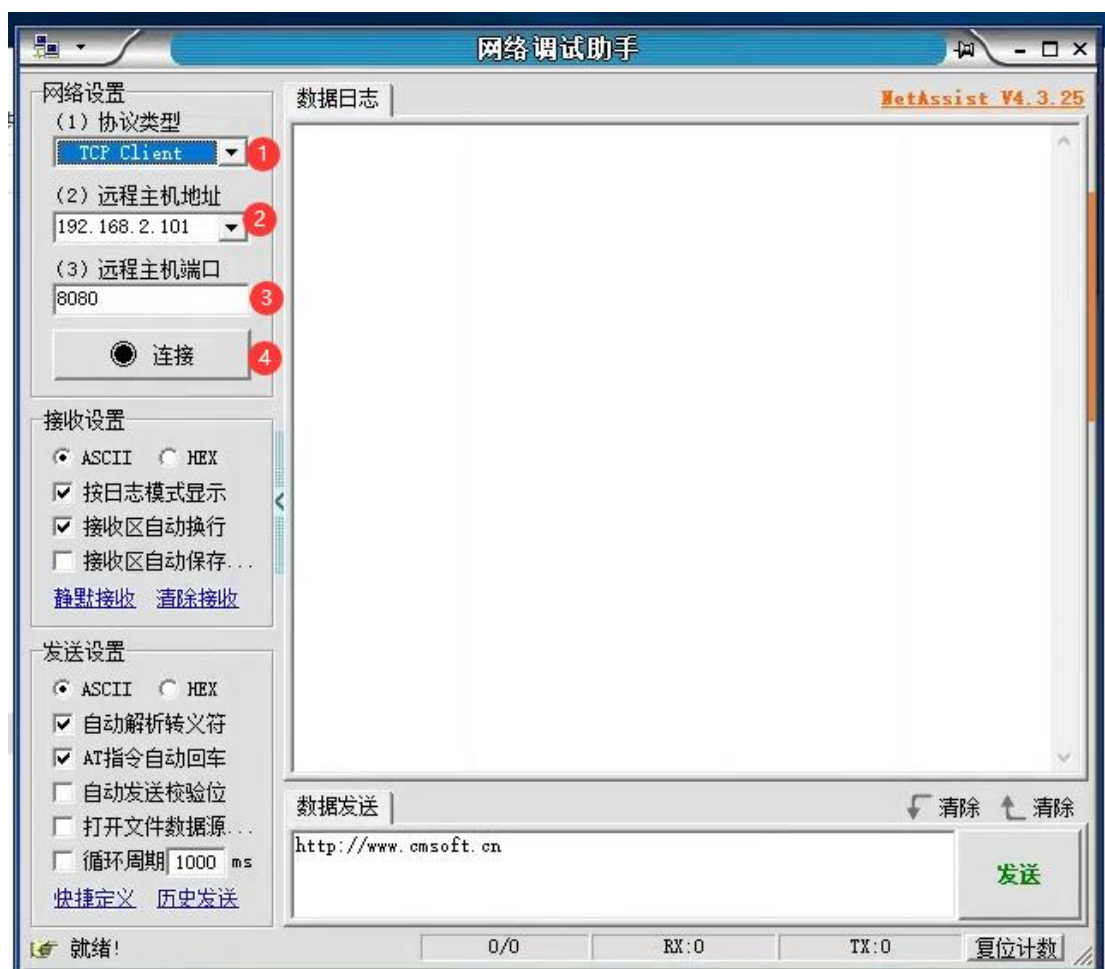 网络调试助手
网络设置
(1) 协议类型
TCP Client
1
(2) 远程主机地址
192.168.2.101
2
(3) 远程主机端口
8080
3
连接
4
接收设置
ASCII HEX
按日志模式显示
接收区自动换行
接收区自动保存...
静默接收 清除接收
发送设置
ASCII HEX
自动解析转义符
AT指令自动回车
自动发送校验位
打开文件数据源...
循环周期 1000 ms
快捷定义 历史发送
数据日志
NetAssist V4.3.25
数据发送
清除 清除
http://www.cmsoft.cn
发送
就绪!
0/0
RX:0
TX:0
复位计数